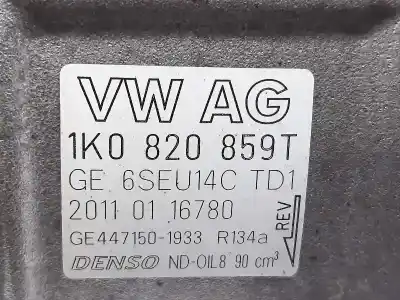 VW AG
1K0 820 859T
GE 6SEU14C TD1
2011 01 16780
REV
GE447150-1933 R134a
DENSO ND-OIL8 90 cm³